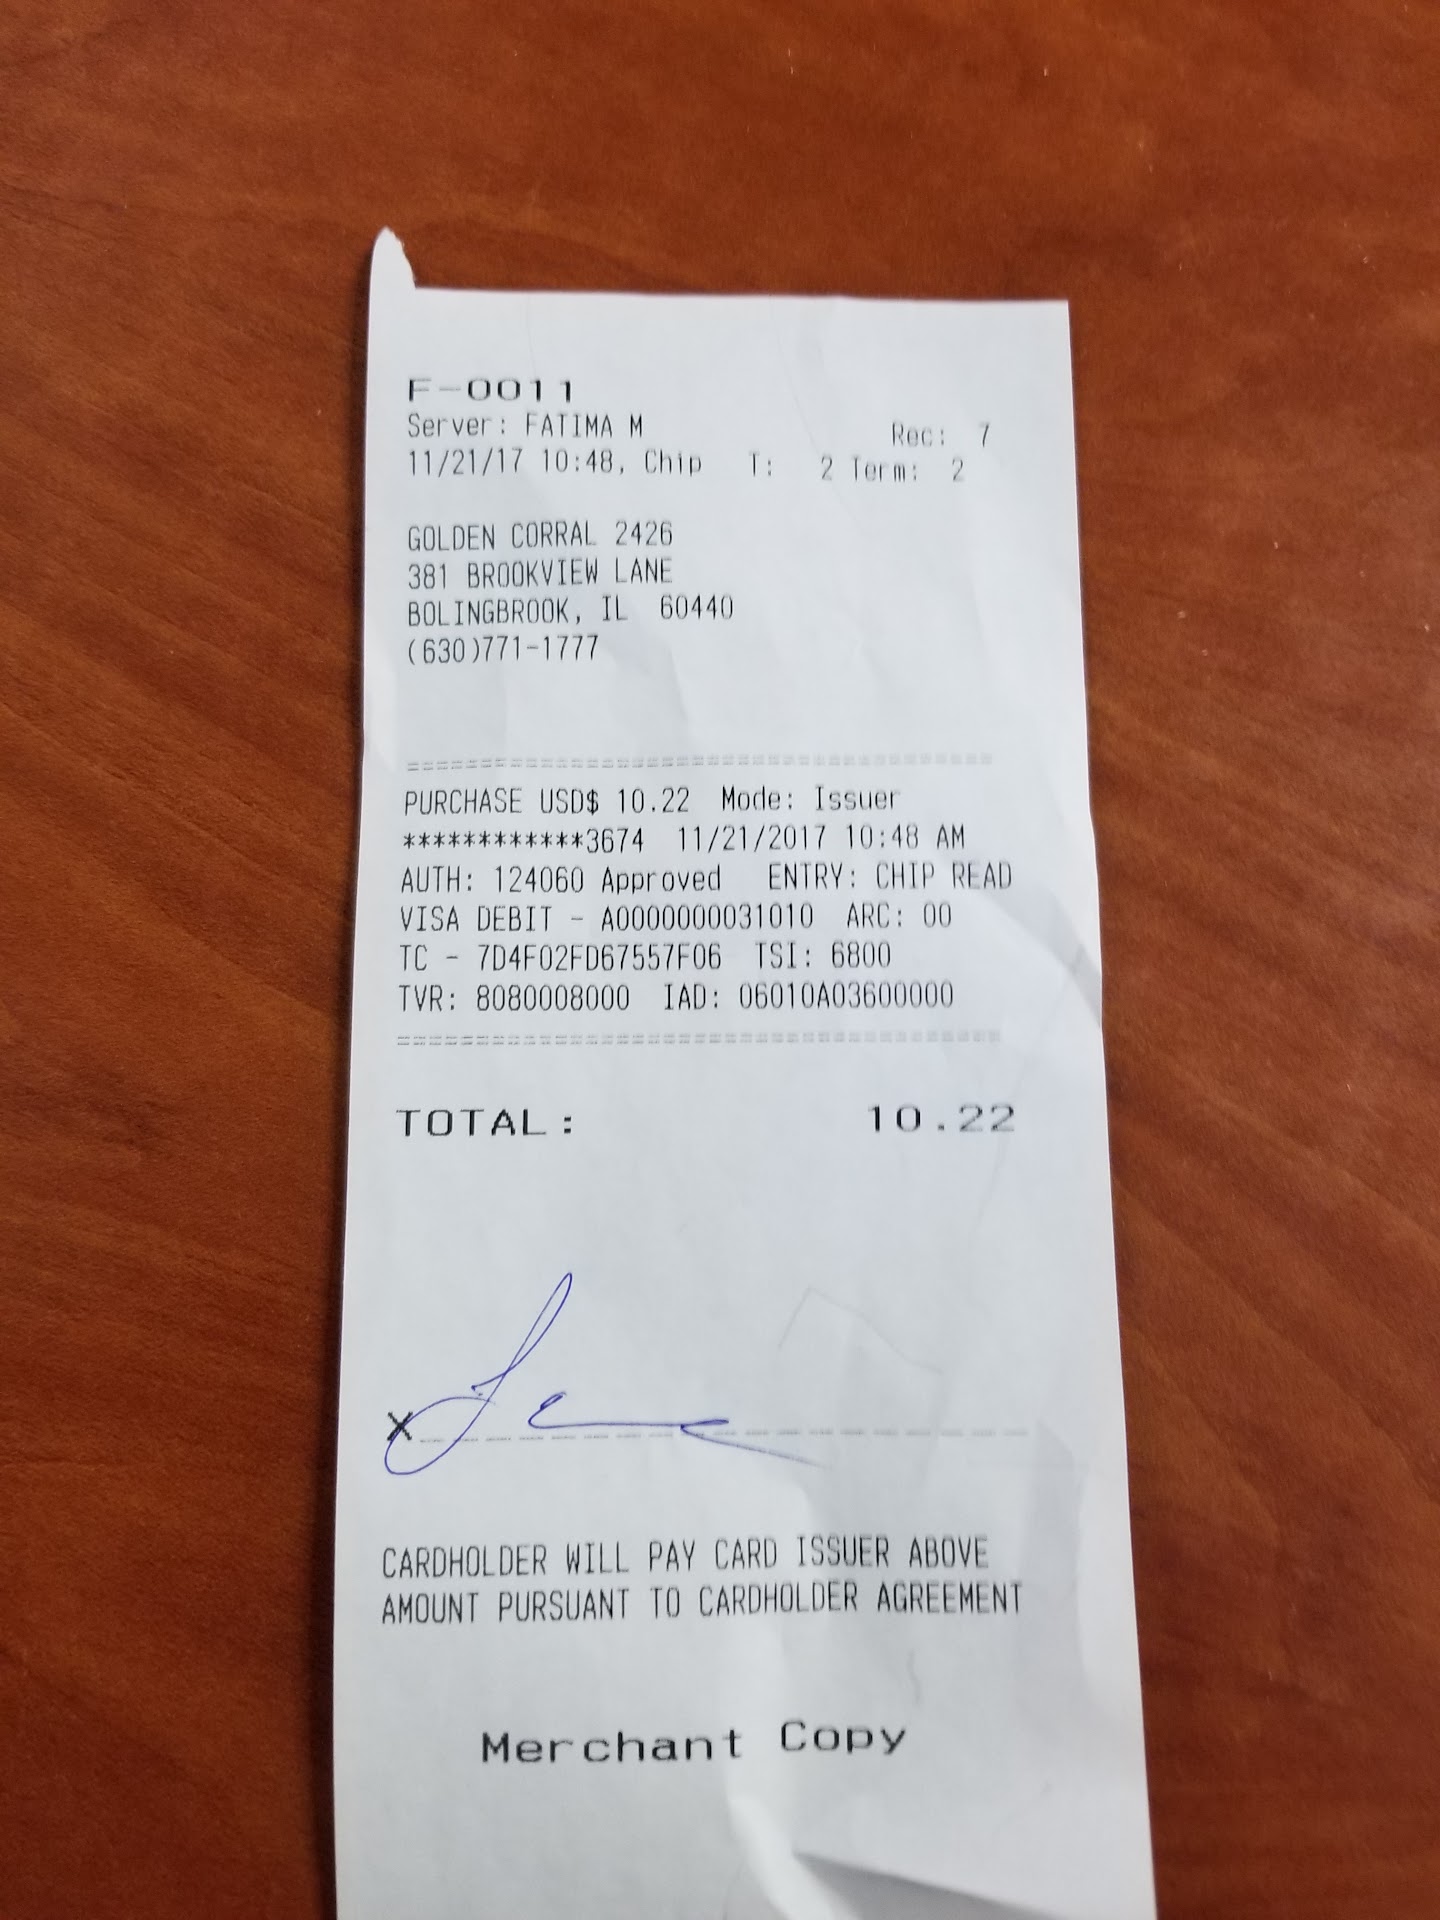 F-0011
Server: FATIMA M Rec: 7
11/21/17 10:48, Chip T: 2 Term: 2
GOLDEN CORRAL 2426
381 BROOKVIEW LANE
BOLINGBROOK, IL 60440
(630)771-1777
========================================
PURCHASE USD$ 10.22 Mode: Issuer
************3674 11/21/2017 10:48 AM
AUTH: 124060 Approved ENTRY: CHIP READ
VISA DEBIT - A0000000031010 ARC: 00
TC - 7D4F02FD67557F06 TSI: 6800
TVR: 8080008000 IAD: 06010A03600000
========================================
TOTAL: 10.22
X
CARDHOLDER WILL PAY CARD ISSUER ABOVE
AMOUNT PURSUANT TO CARDHOLDER AGREEMENT
Merchant Copy